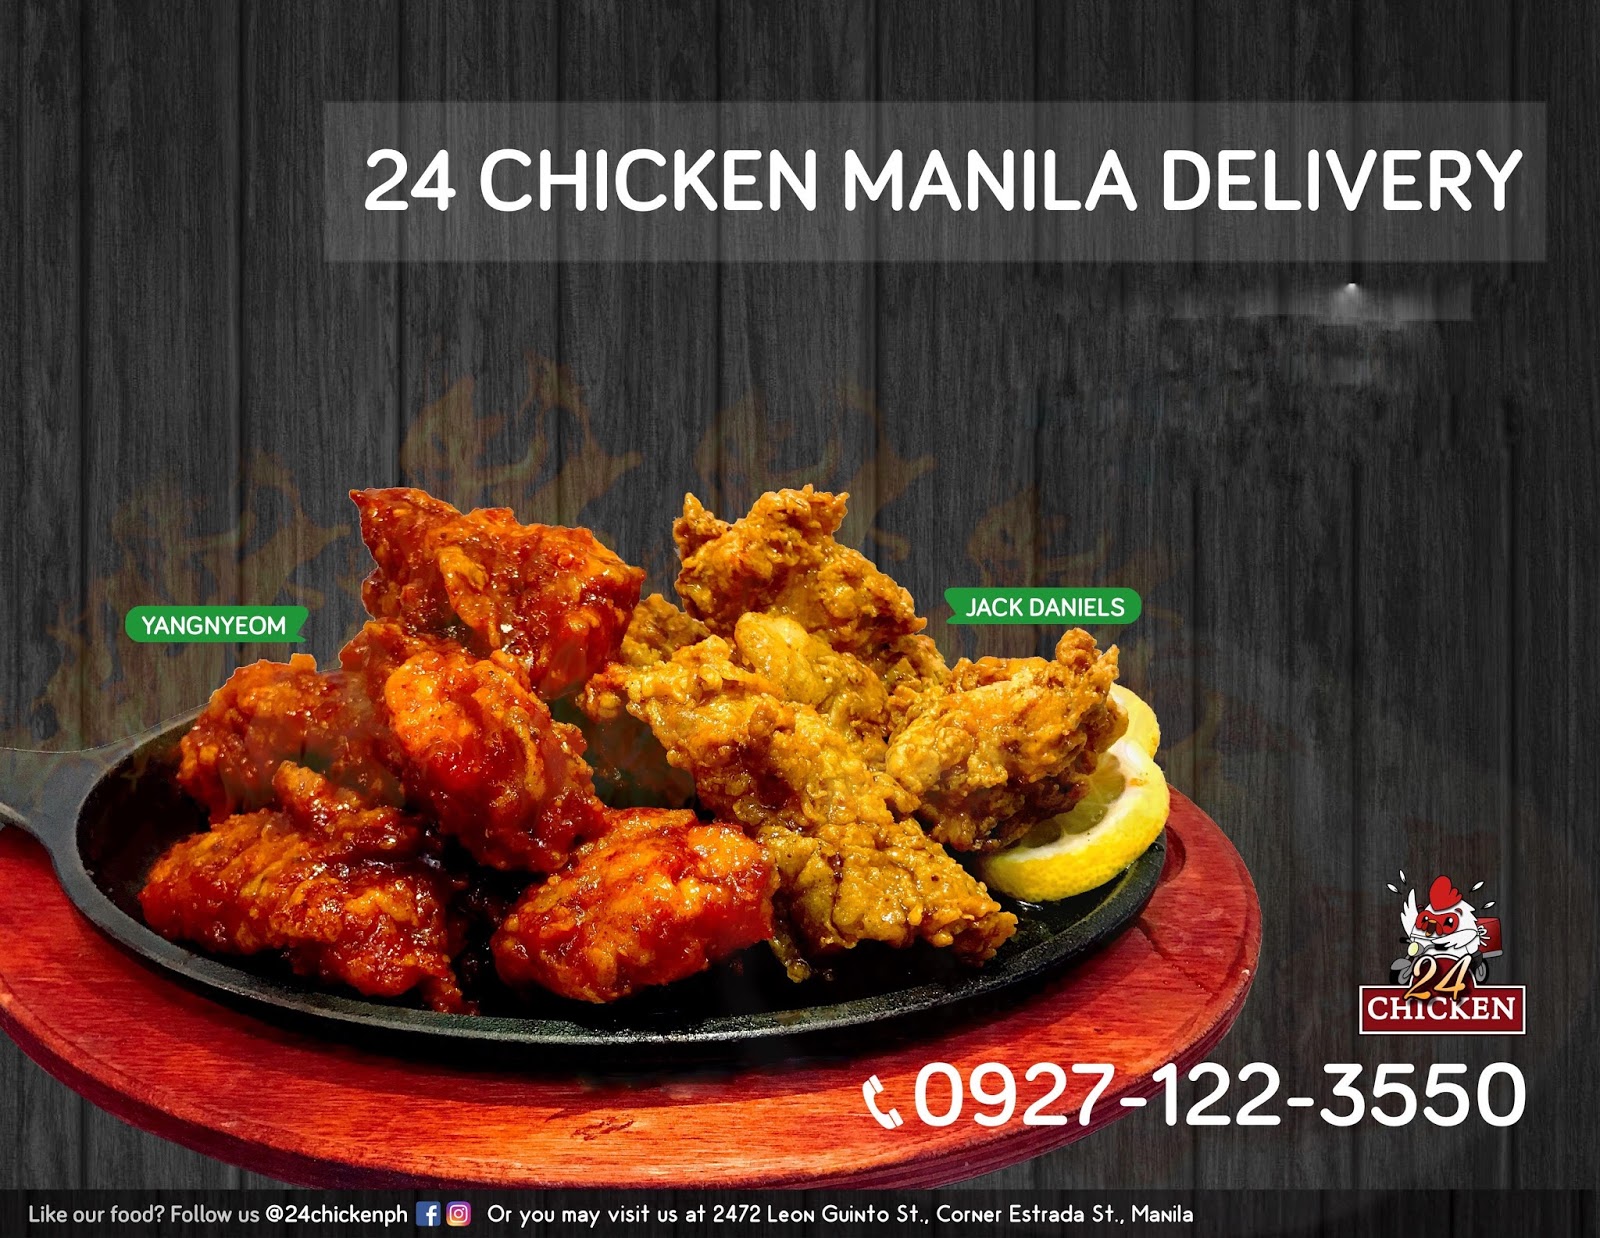 24 CHICKEN MANILA DELIVERY
YANGNYEOM
JACK DANIELS
24
CHICKEN
0927-122-3550
Like our food? Follow us @24chickenph Or you may visit us at 2472 Leon Guinto St., Corner Estrada St., Manila